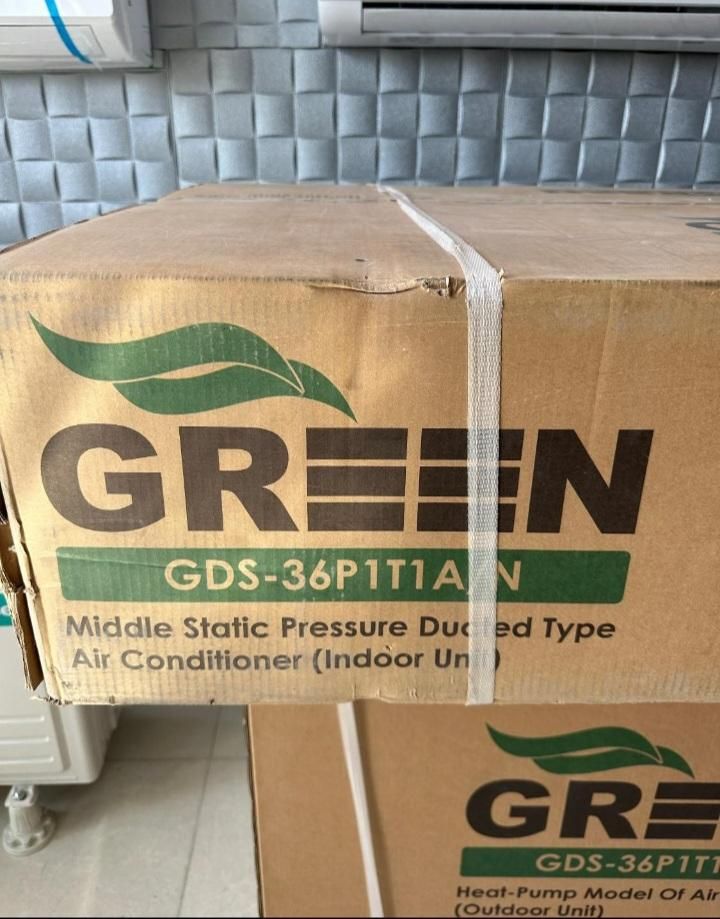 GREEN
GDS-36P1T1A/N
Middle Static Pressure Ducted Type
Air Conditioner (Indoor Unit)
GREE
GDS-36P1T1
Heat-Pump Model Of Air
(Outdoor Unit)